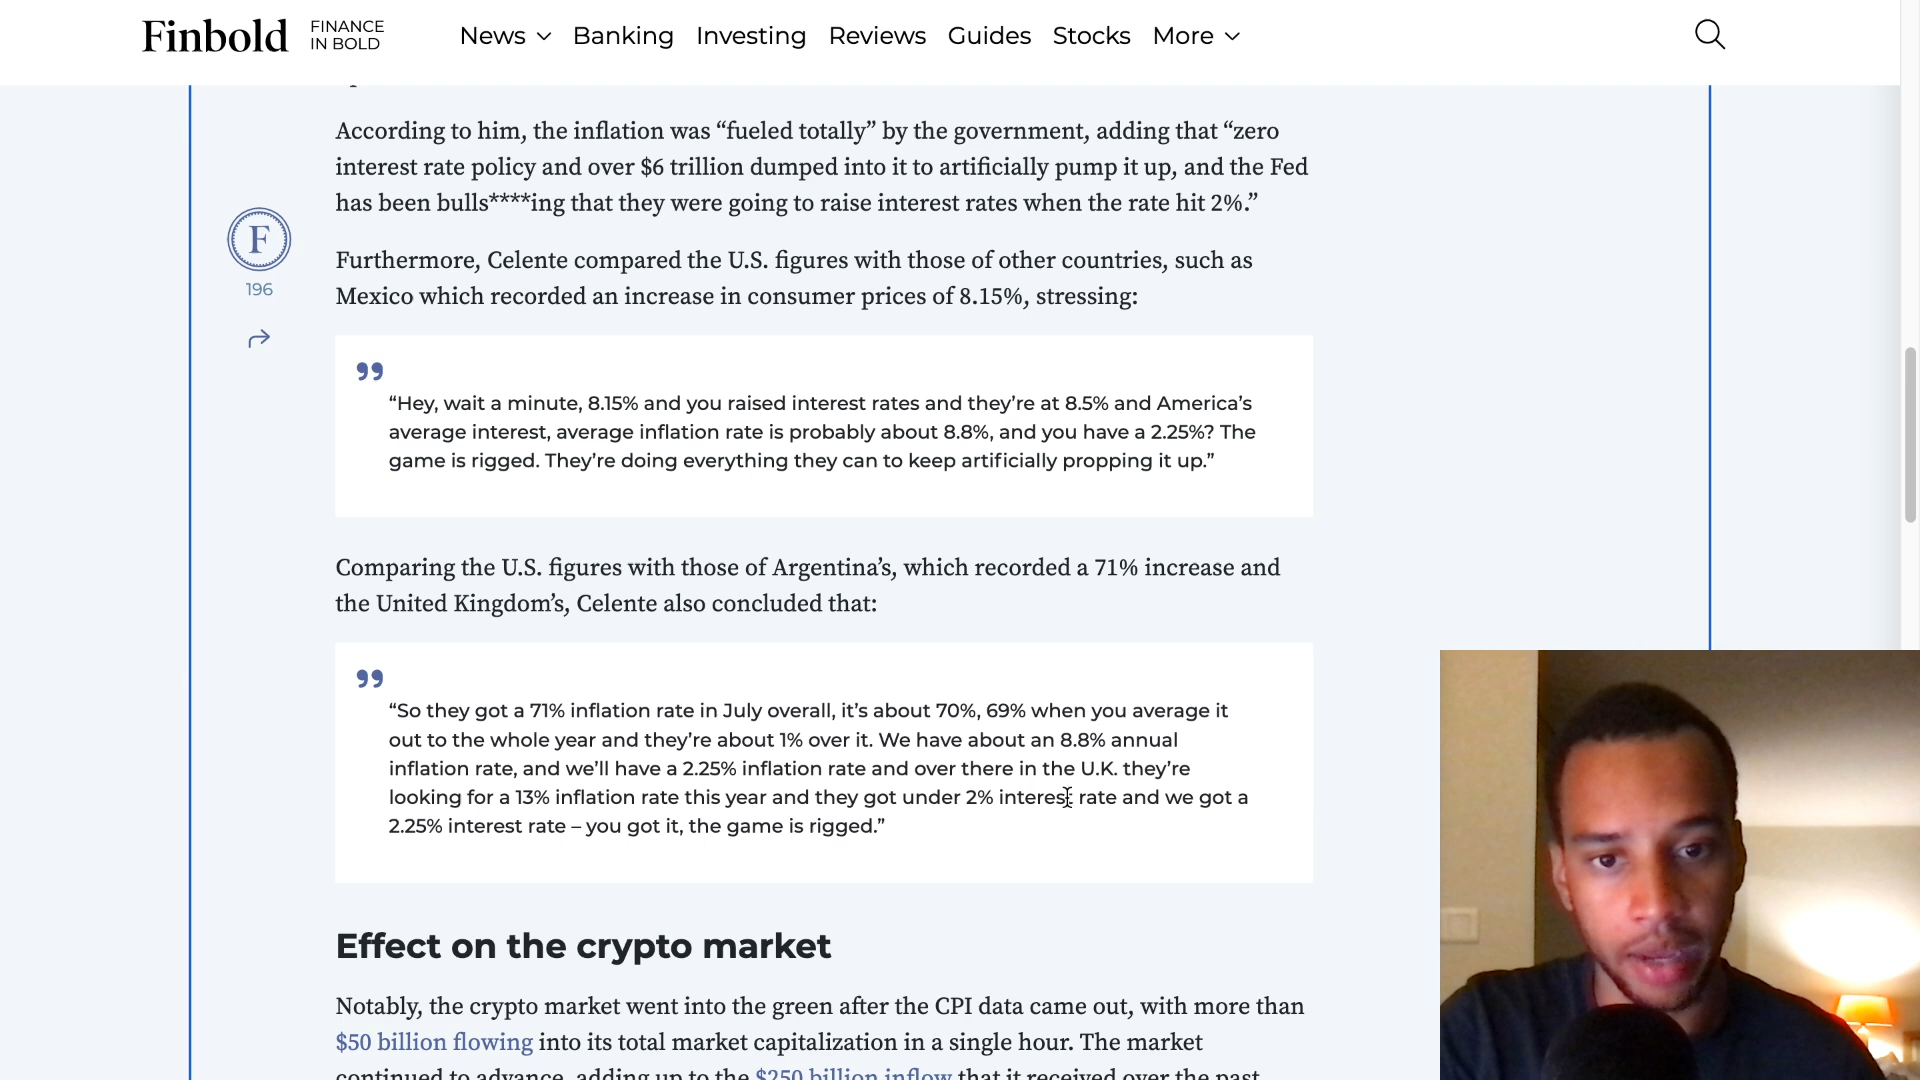 Finbold FINANCE
IN BOLD
News Banking Investing Reviews Guides Stocks More
According to him, the inflation was “fueled totally” by the government, adding that “zero
interest rate policy and over $6 trillion dumped into it to artificially pump it up, and the Fed
has been bulls****ing that they were going to raise interest rates when the rate hit 2%.”
F
196
Furthermore, Celente compared the U.S. figures with those of other countries, such as
Mexico which recorded an increase in consumer prices of 8.15%, stressing:
”
“Hey, wait a minute, 8.15% and you raised interest rates and they’re at 8.5% and America’s
average interest, average inflation rate is probably about 8.8%, and you have a 2.25%? The
game is rigged. They’re doing everything they can to keep artificially propping it up.”
Comparing the U.S. figures with those of Argentina’s, which recorded a 71% increase and
the United Kingdom’s, Celente also concluded that:
”
“So they got a 71% inflation rate in July overall, it’s about 70%, 69% when you average it
out to the whole year and they’re about 1% over it. We have about an 8.8% annual
inflation rate, and we’ll have a 2.25% inflation rate and over there in the U.K. they’re
looking for a 13% inflation rate this year and they got under 2% interest rate and we got a
2.25% interest rate – you got it, the game is rigged.”
Effect on the crypto market
Notably, the crypto market went into the green after the CPI data came out, with more than
$50 billion flowing into its total market capitalization in a single hour. The market
continued to advance, adding up to the $250 billion inflow that it received over the past